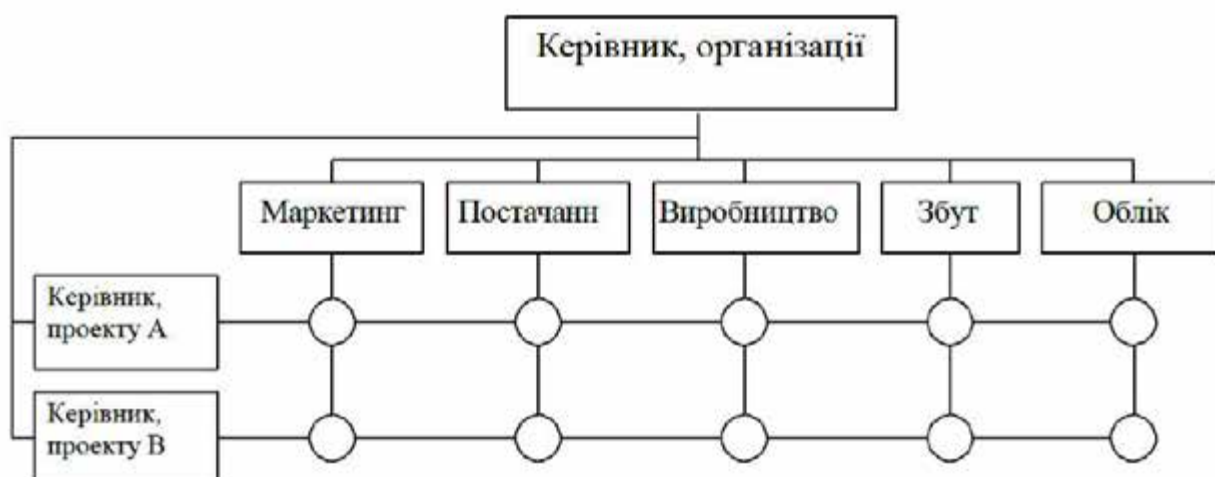 Керівник, організації
Маркетинг
Постачанн
Виробництво
Збут
Облік
Керівник,
проекту А
Керівник,
проекту В